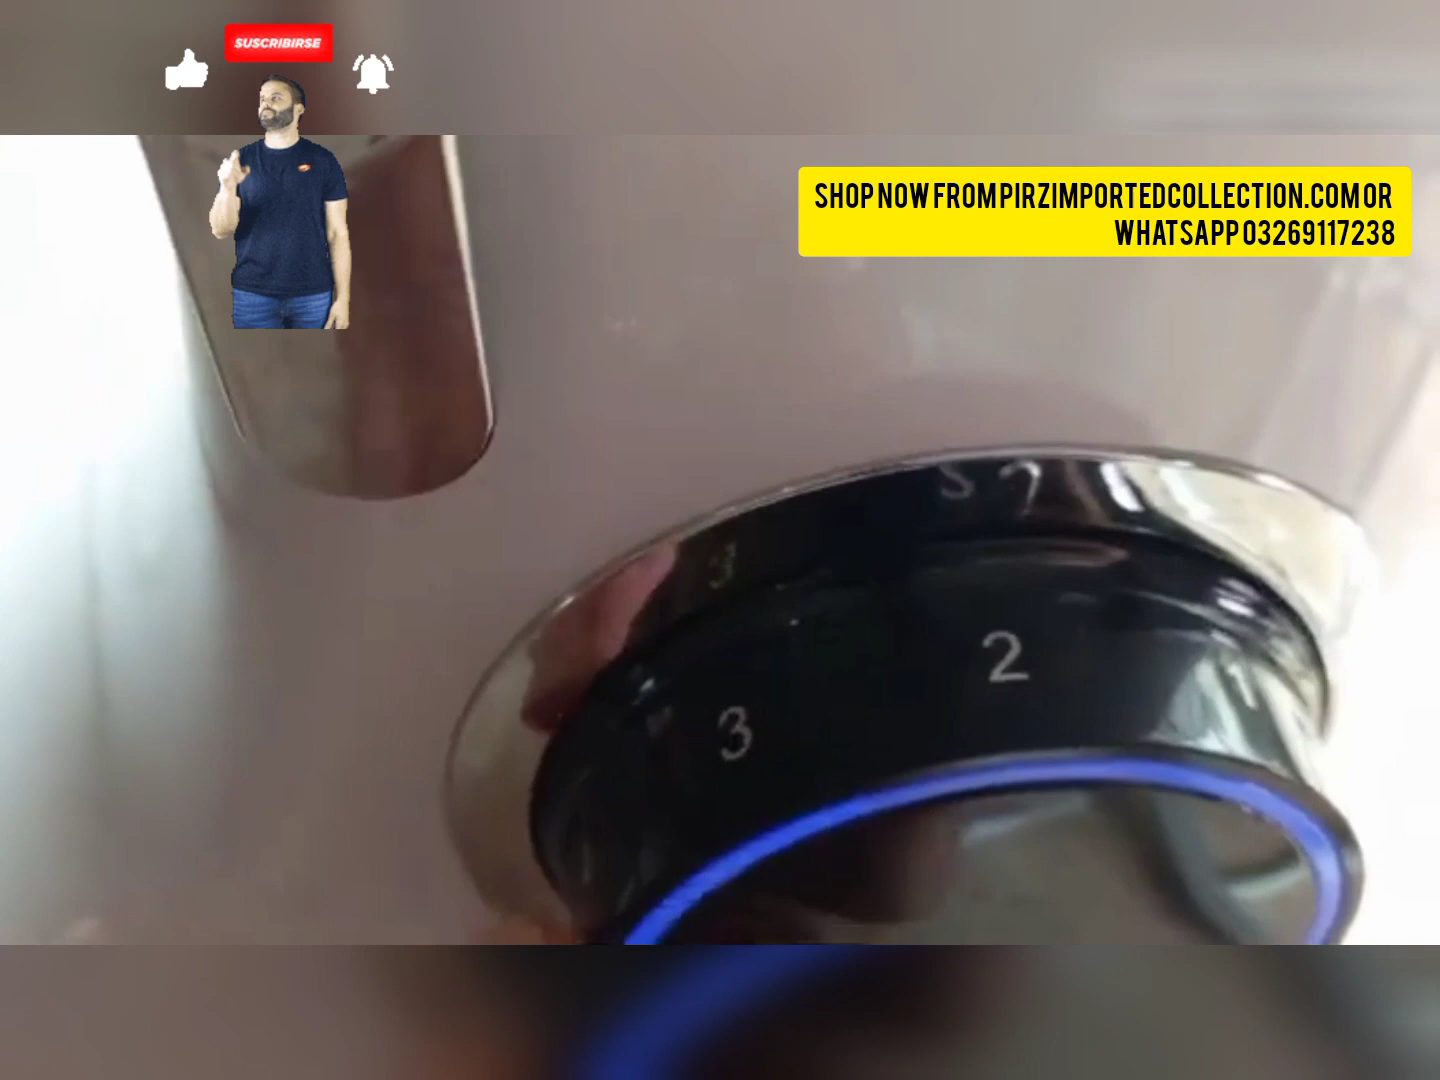 SUSCRIBIRSE
SHOP NOW FROM PIRZIMPORTEDCOLLECTION.COM OR
WHATSAPP 03269117238
2
3